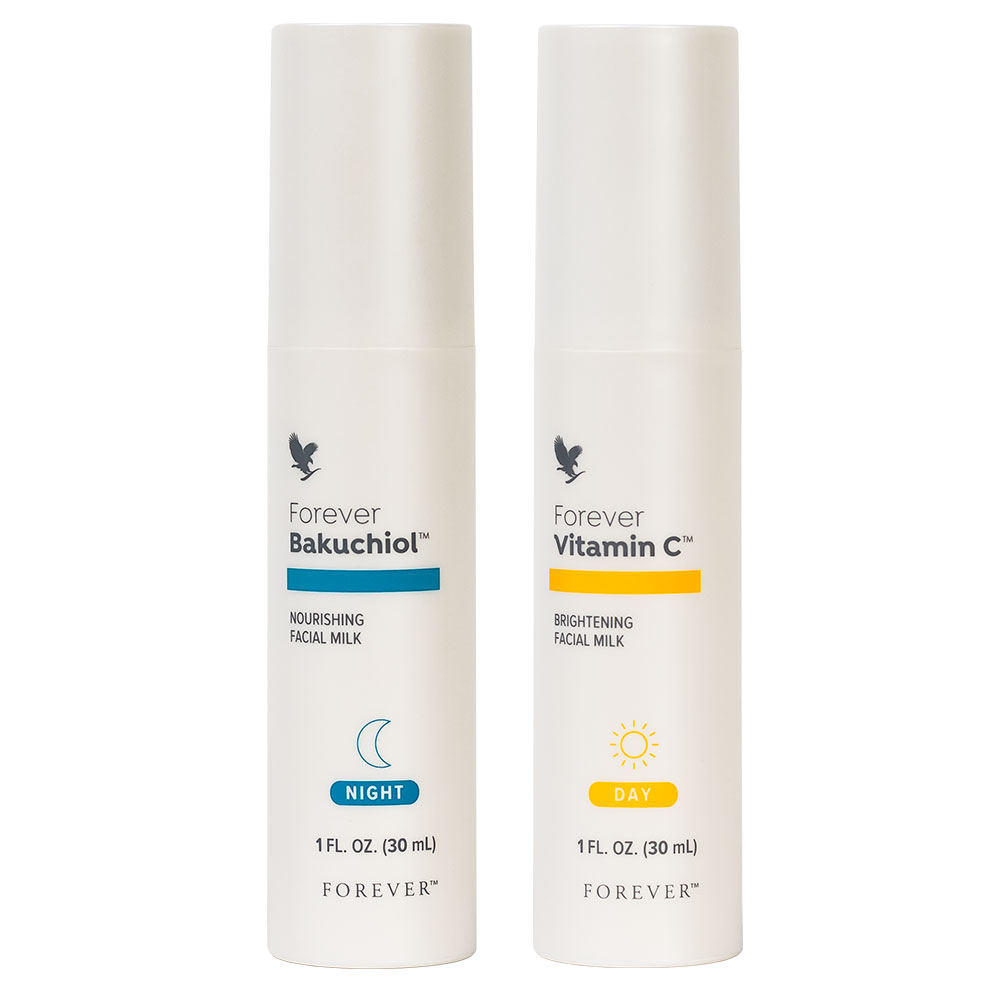 Forever
Bakuchiol™
NOURISHING
FACIAL MILK
NIGHT
1 FL. OZ. (30 mL)
FOREVER™
Forever
Vitamin C™
BRIGHTENING
FACIAL MILK
DAY
1 FL. OZ. (30 mL)
FOREVER™